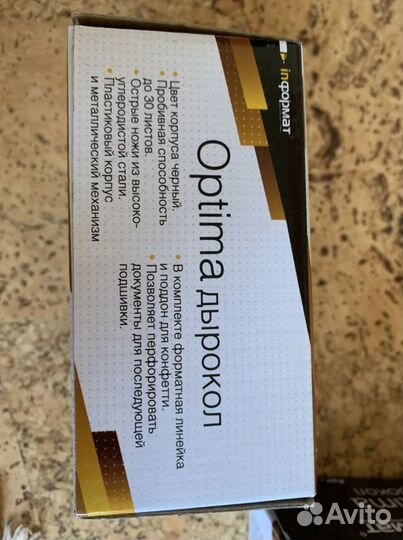 inформат
Optima дырокол
• Цвет корпуса черный.
• Пробивная способность
до 30 листов.
• Острые ножи из высоко-
углеродистой стали.
• Пластиковый корпус
и металлический механизм
• В комплекте форматная линейка
и поддон для конфетти.
• Позволяет перфорировать
документы для последующей
подшивки.
Avito